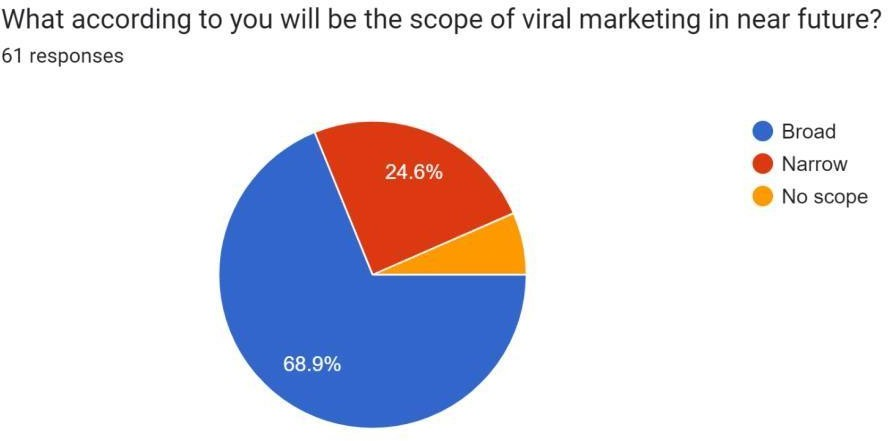 What according to you will be the scope of viral marketing in near future?
61 responses
Broad
Narrow
No scope
24.6%
68.9%